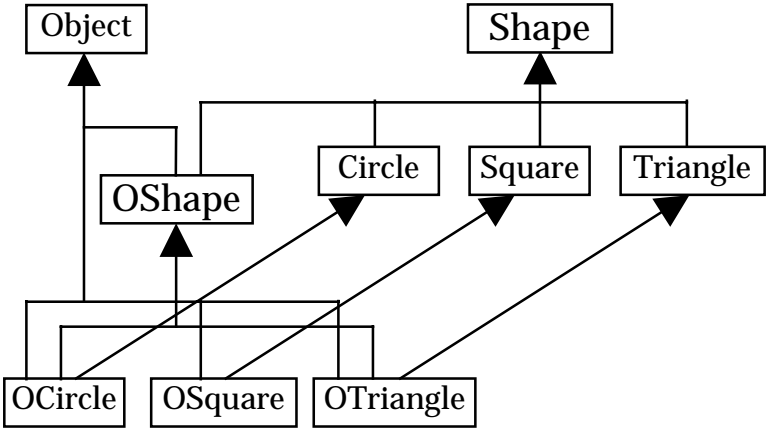 Object
Shape
OShape
Circle
Square
Triangle
OCircle
OSquare
OTriangle